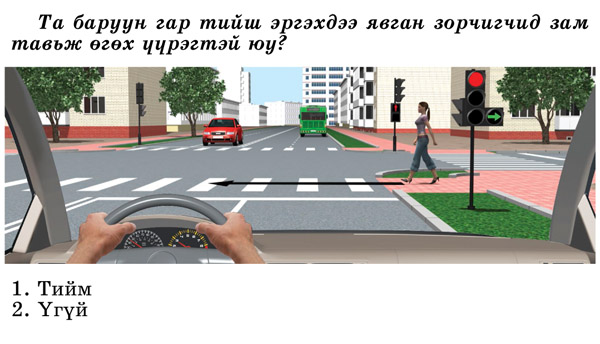 Та баруун гар тийш эргэхдээ явган зорчигчид зам
тавьж өгөх үүрэгтэй юу?
1. Тийм
2. Үгүй